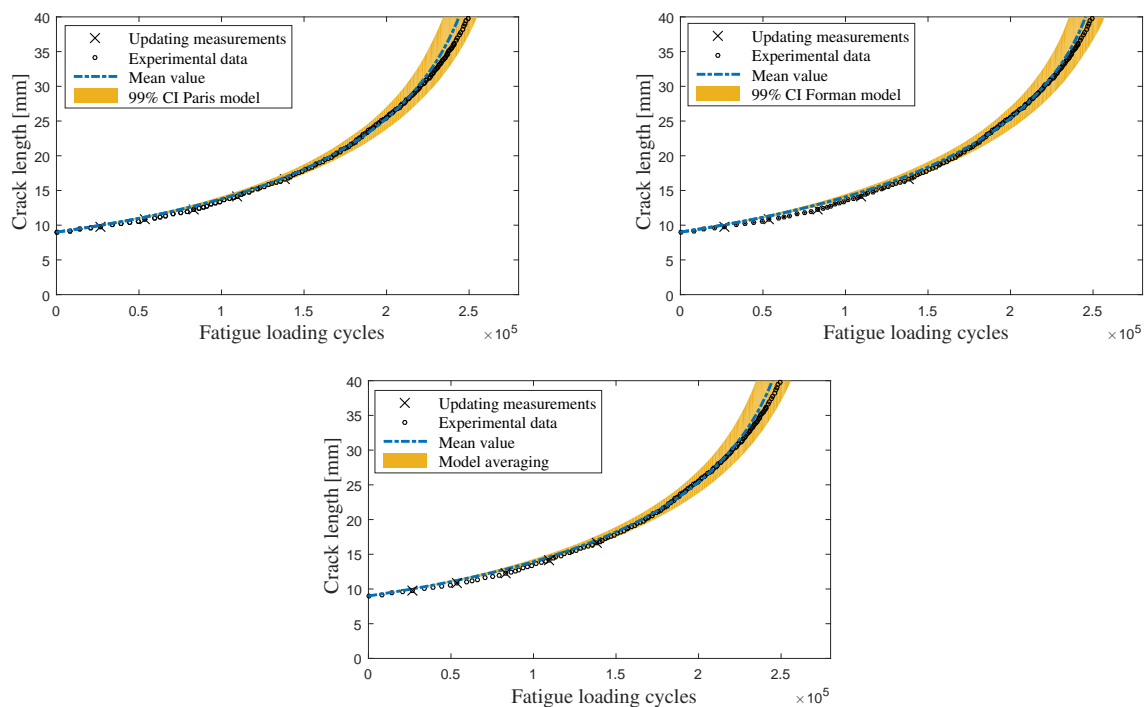 40
35
30
25
20
15
10
5
0
Crack length [mm]
Updating measurements
Experimental data
Mean value
99% CI Paris model
0 0.5 1 1.5 2 2.5
Fatigue loading cycles ×10^5
40
35
30
25
20
15
10
5
0
Crack length [mm]
Updating measurements
Experimental data
Mean value
99% CI Forman model
0 0.5 1 1.5 2 2.5
Fatigue loading cycles ×10^5
40
35
30
25
20
15
10
5
0
Crack length [mm]
Updating measurements
Experimental data
Mean value
Model averaging
0 0.5 1 1.5 2 2.5
Fatigue loading cycles ×10^5